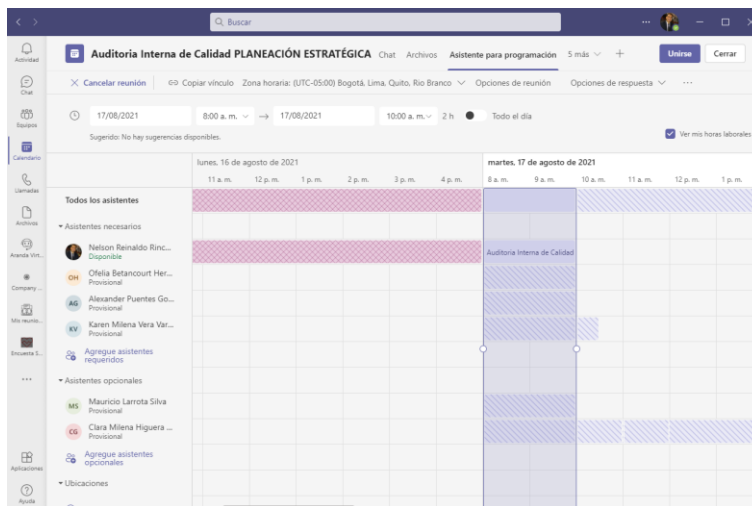 Buscar
Actividad
Chat
Equipos
Calendario
Llamadas
Archivos
Aranda Virt...
Company ...
Mis reunio...
Encuesta S...
Aplicaciones
Ayuda
Auditoria Interna de Calidad PLANEACIÓN ESTRATÉGICA Chat Archivos Asistente para programación 5 más
Unirse Cerrar
Cancelar reunión Copiar vínculo Zona horaria: (UTC-05:00) Bogotá, Lima, Quito, Rio Branco Opciones de reunión Opciones de respuesta
17/08/2021 8:00 a. m. → 17/08/2021 10:00 a. m. 2 h Todo el día
Sugerido: No hay sugerencias disponibles.
Ver mis horas laborales
lunes, 16 de agosto de 2021 martes, 17 de agosto de 2021
11 a. m. 12 p. m. 1 p. m. 2 p. m. 3 p. m. 4 p. m. 8 a. m. 9 a. m. 10 a. m. 11 a. m. 12 p. m. 1 p. m.
Todos los asistentes
Asistentes necesarios
Nelson Reinaldo Rinc...
Disponible
Auditoria Interna de Calidad
OH Ofelia Betancourt Her...
Provisional
AG Alexander Puentes Go...
Provisional
KV Karen Milena Vera Var...
Provisional
Agregue asistentes
requeridos
Asistentes opcionales
MS Mauricio Larrota Silva
Provisional
CG Clara Milena Higuera ...
Provisional
Agregue asistentes
opcionales
Ubicaciones